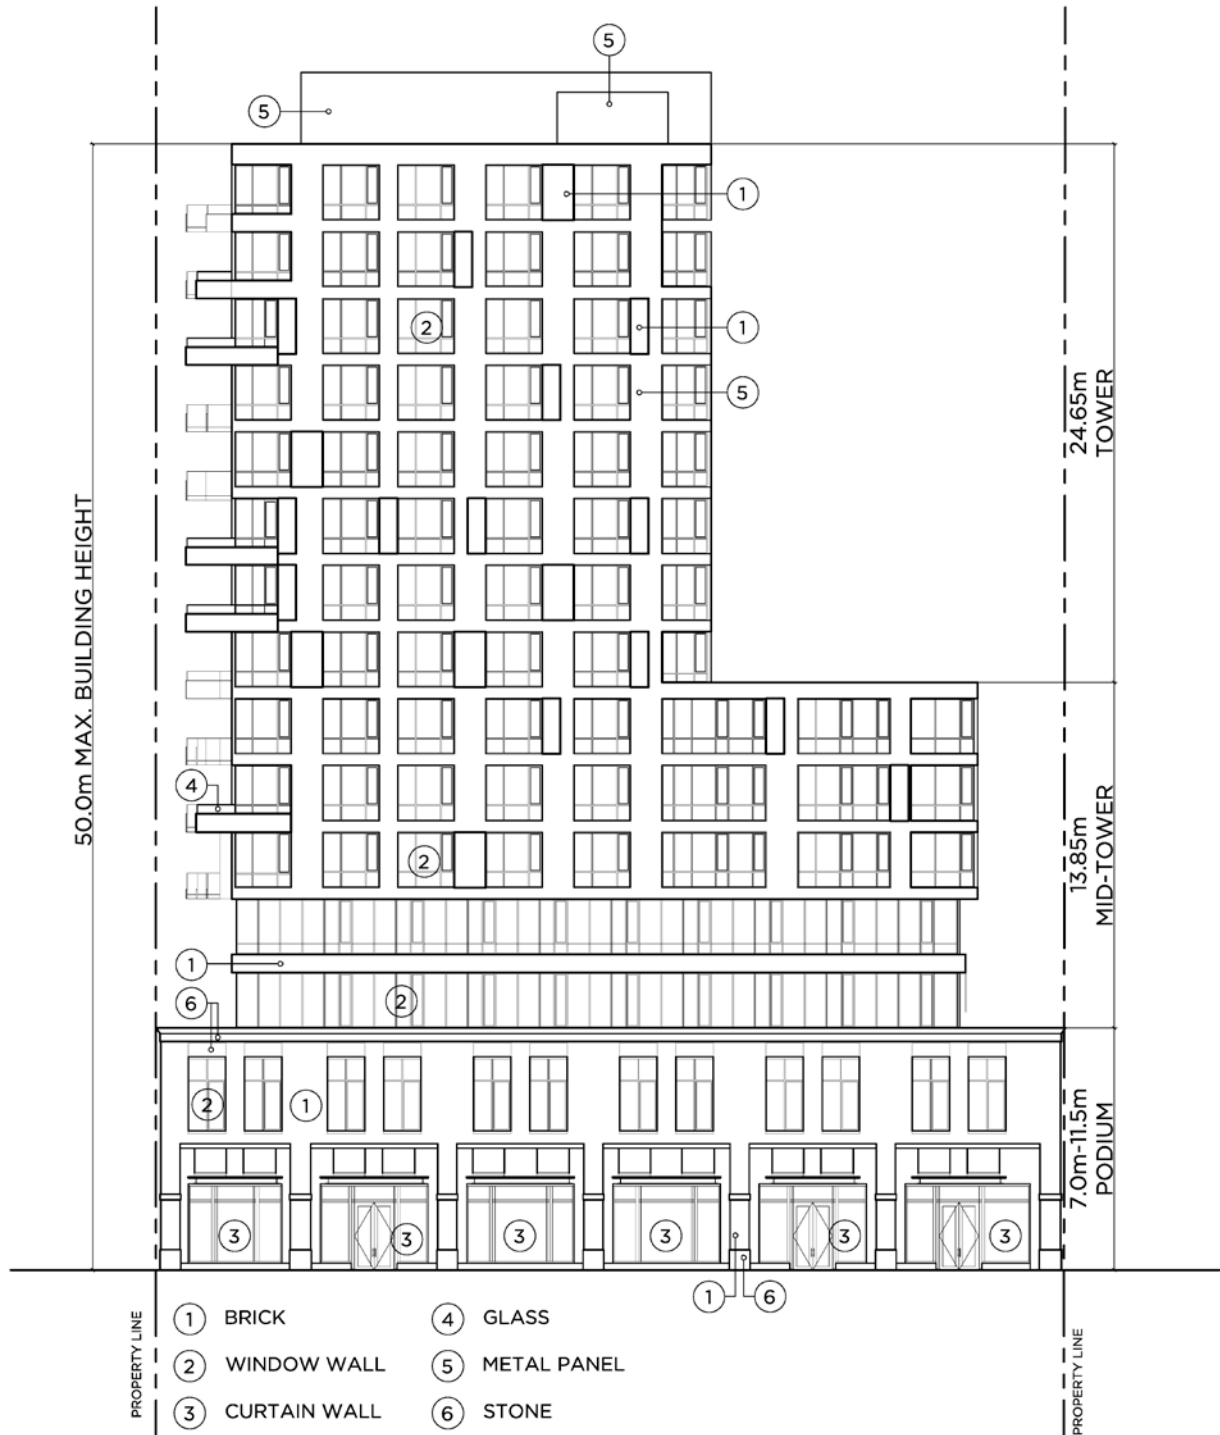 5
5
1
2
1
5
24.65m
TOWER
50.0m MAX. BUILDING HEIGHT
4
2
13.85m
MID-TOWER
1
6
2
2
1
7.0m-11.5m
PODIUM
3
3
3
3
3
3
1
6
PROPERTY LINE
PROPERTY LINE
1 BRICK
2 WINDOW WALL
3 CURTAIN WALL
4 GLASS
5 METAL PANEL
6 STONE